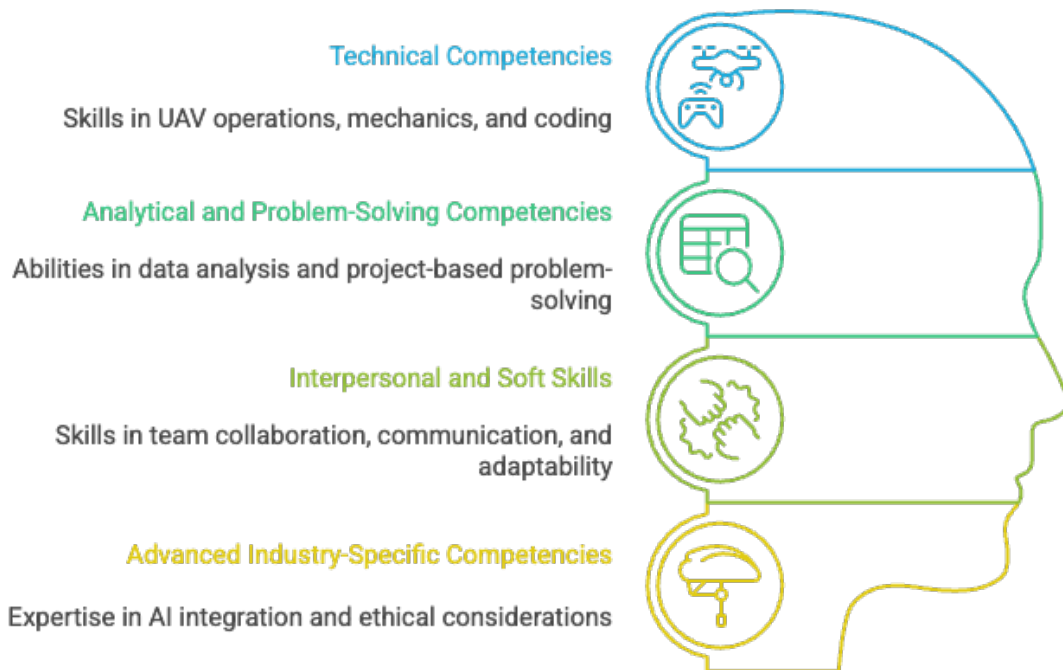 Technical Competencies
Skills in UAV operations, mechanics, and coding
Analytical and Problem-Solving Competencies
Abilities in data analysis and project-based problem-
solving
Interpersonal and Soft Skills
Skills in team collaboration, communication, and
adaptability
Advanced Industry-Specific Competencies
Expertise in AI integration and ethical considerations